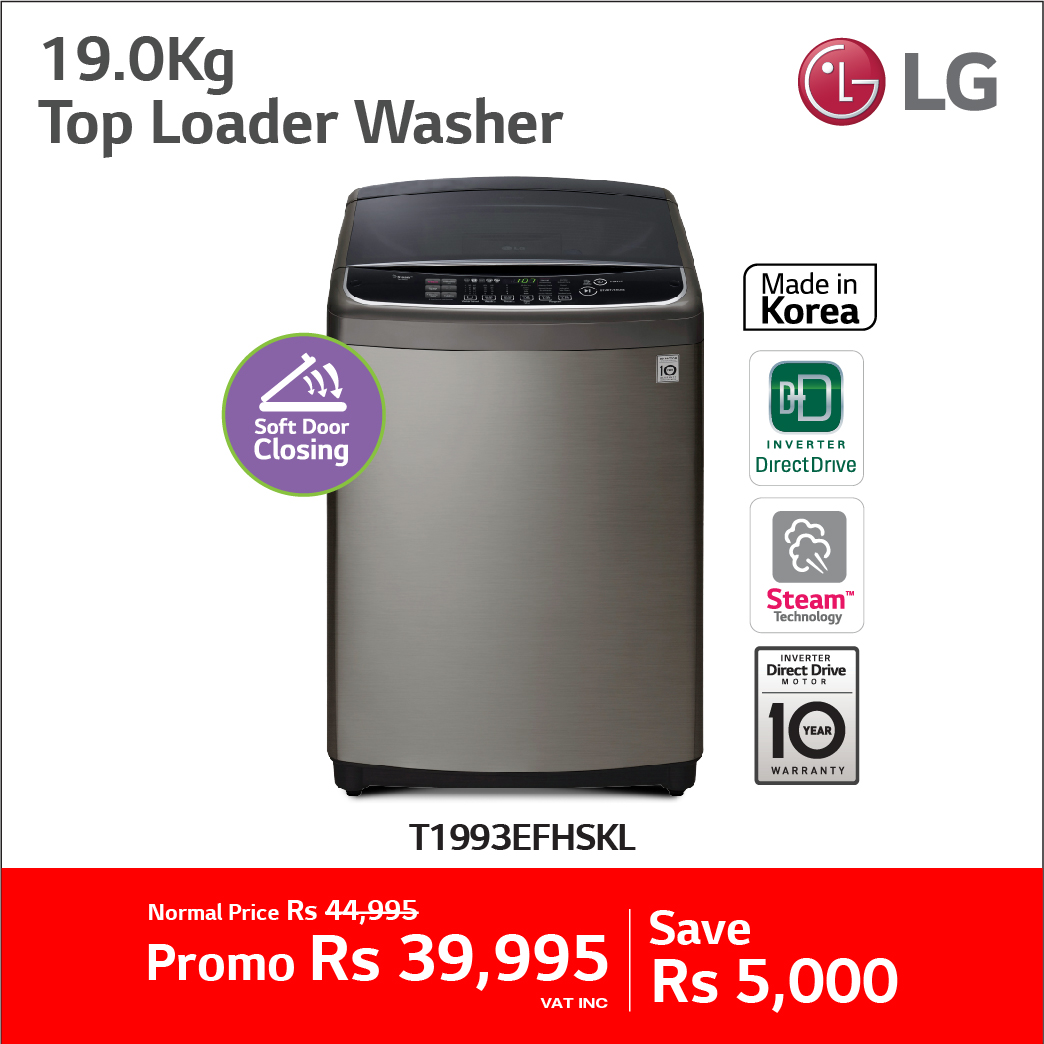 19.0Kg
Top Loader Washer
LG
Made in
Korea
Soft Door
Closing
INVERTER
DirectDrive
Steam™
Technology
INVERTER
Direct Drive
MOTOR
10 YEAR
WARRANTY
T1993EFHSKL
Normal Price Rs 44,995
Promo Rs 39,995
VAT INC
Save
Rs 5,000